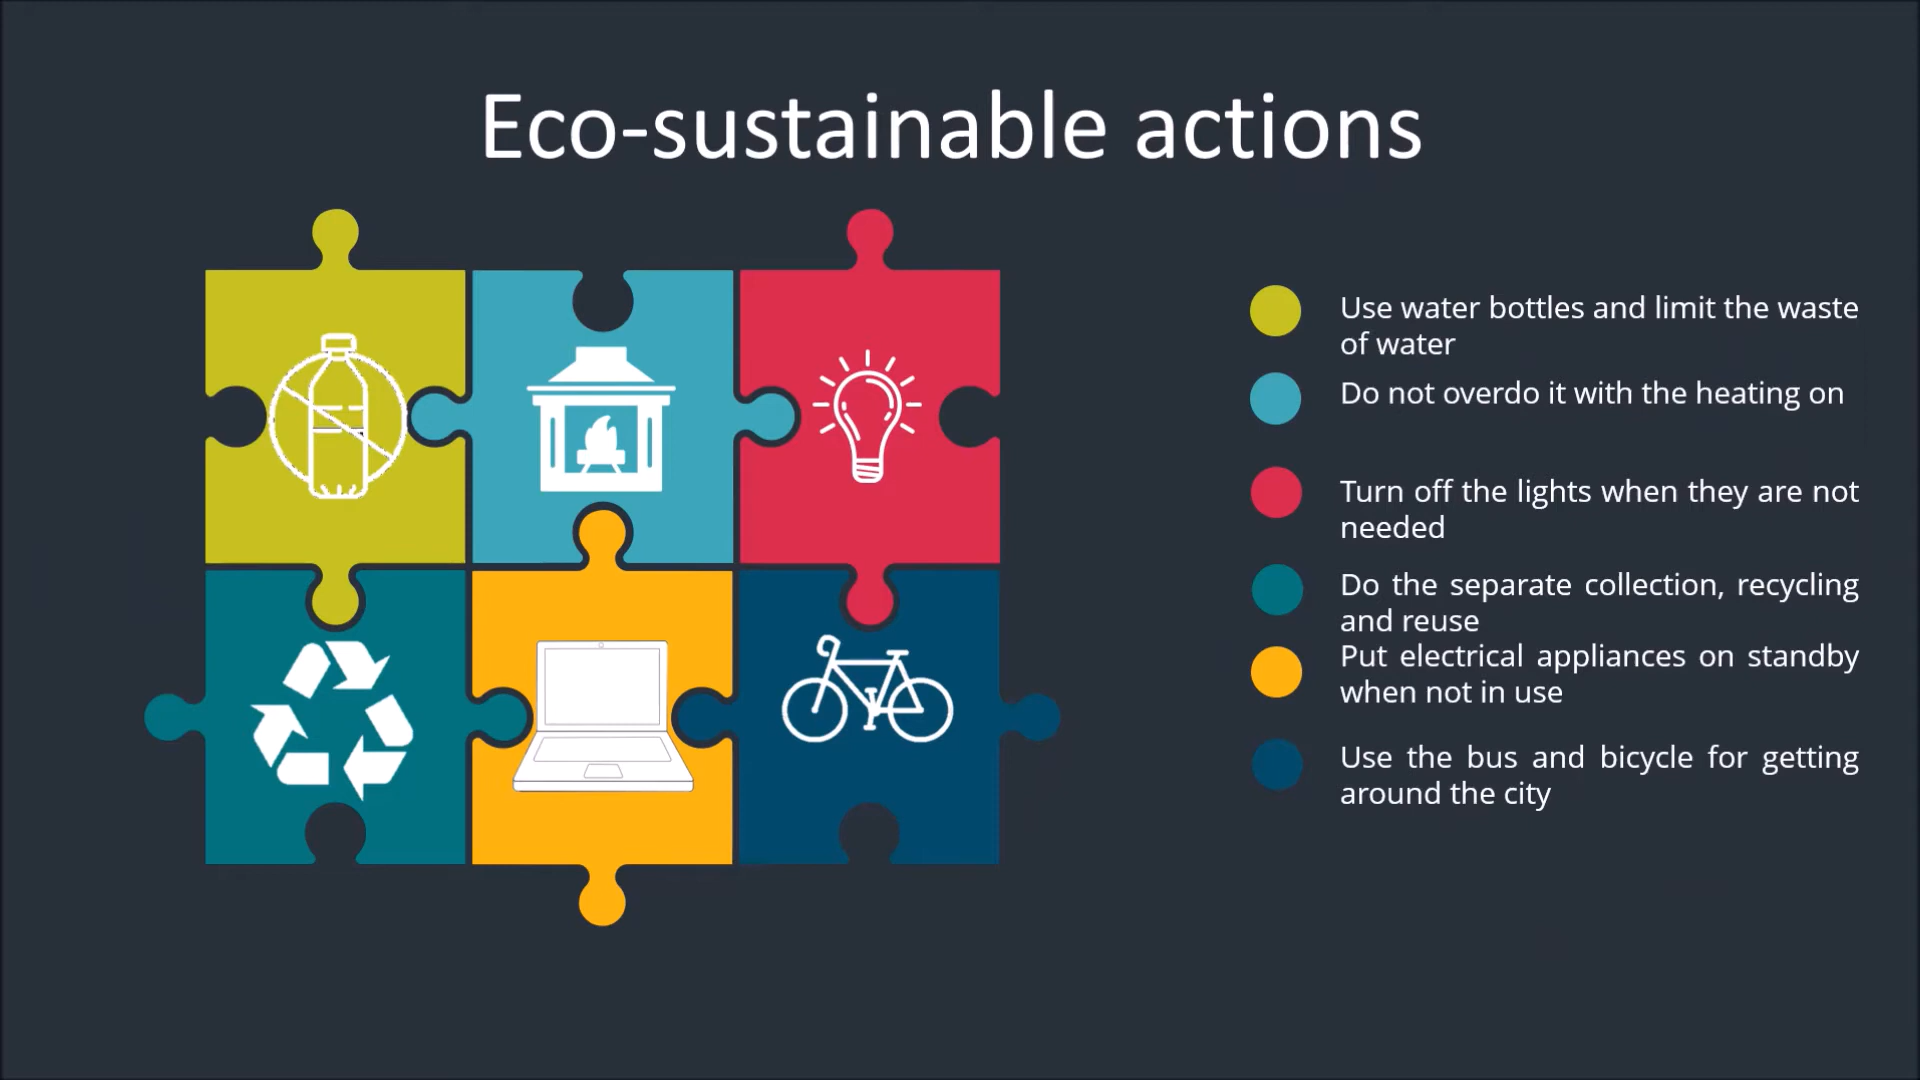 Eco-sustainable actions
Use water bottles and limit the waste
of water
Do not overdo it with the heating on
Turn off the lights when they are not
needed
Do the separate collection, recycling
and reuse
Put electrical appliances on standby
when not in use
Use the bus and bicycle for getting
around the city